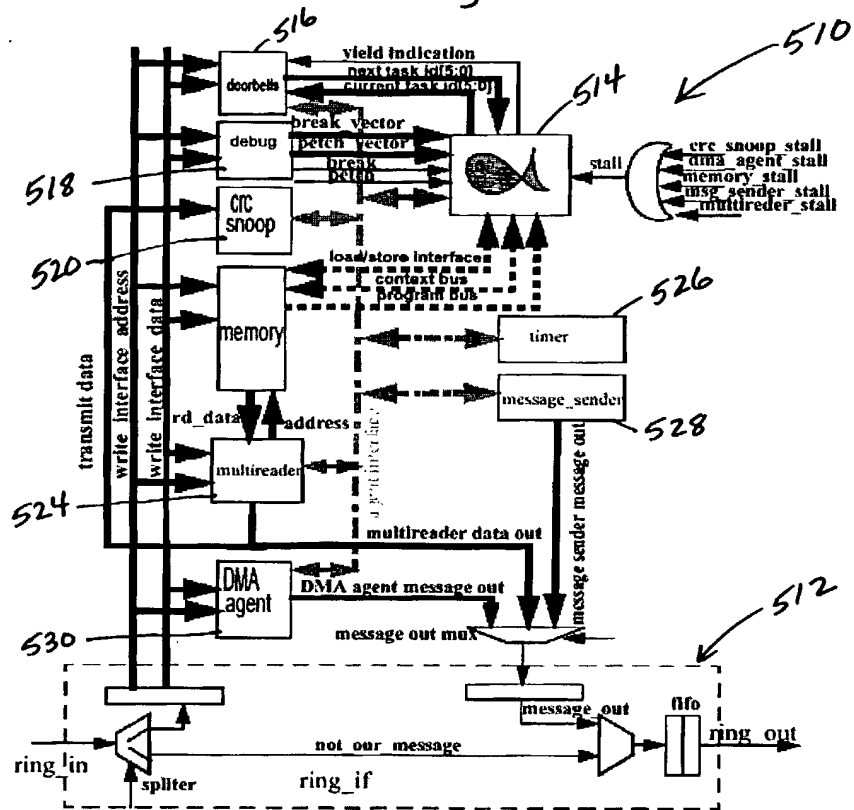 516
510
yield indication
doorbells
next task id[5:0]
current task id[5:0]
514
break_vector
debug
petch_vector
break
petch
518
stall
crc_snoop_stall
dma_agent_stall
memory_stall
msg_sender_stall
multireder_stall
crc
snoop
520
load/store interface
context bus
program bus
526
memory
timer
message_sender
528
rd_data
address
transmit data
write interface address
write interface data
multireader
524
multireader data out
message sender message out
DMA
agent
DMA agent message out
530
message out mux
512
message_out
fifo
ring_out
not_our_message
ring_in
spliter
ring_if